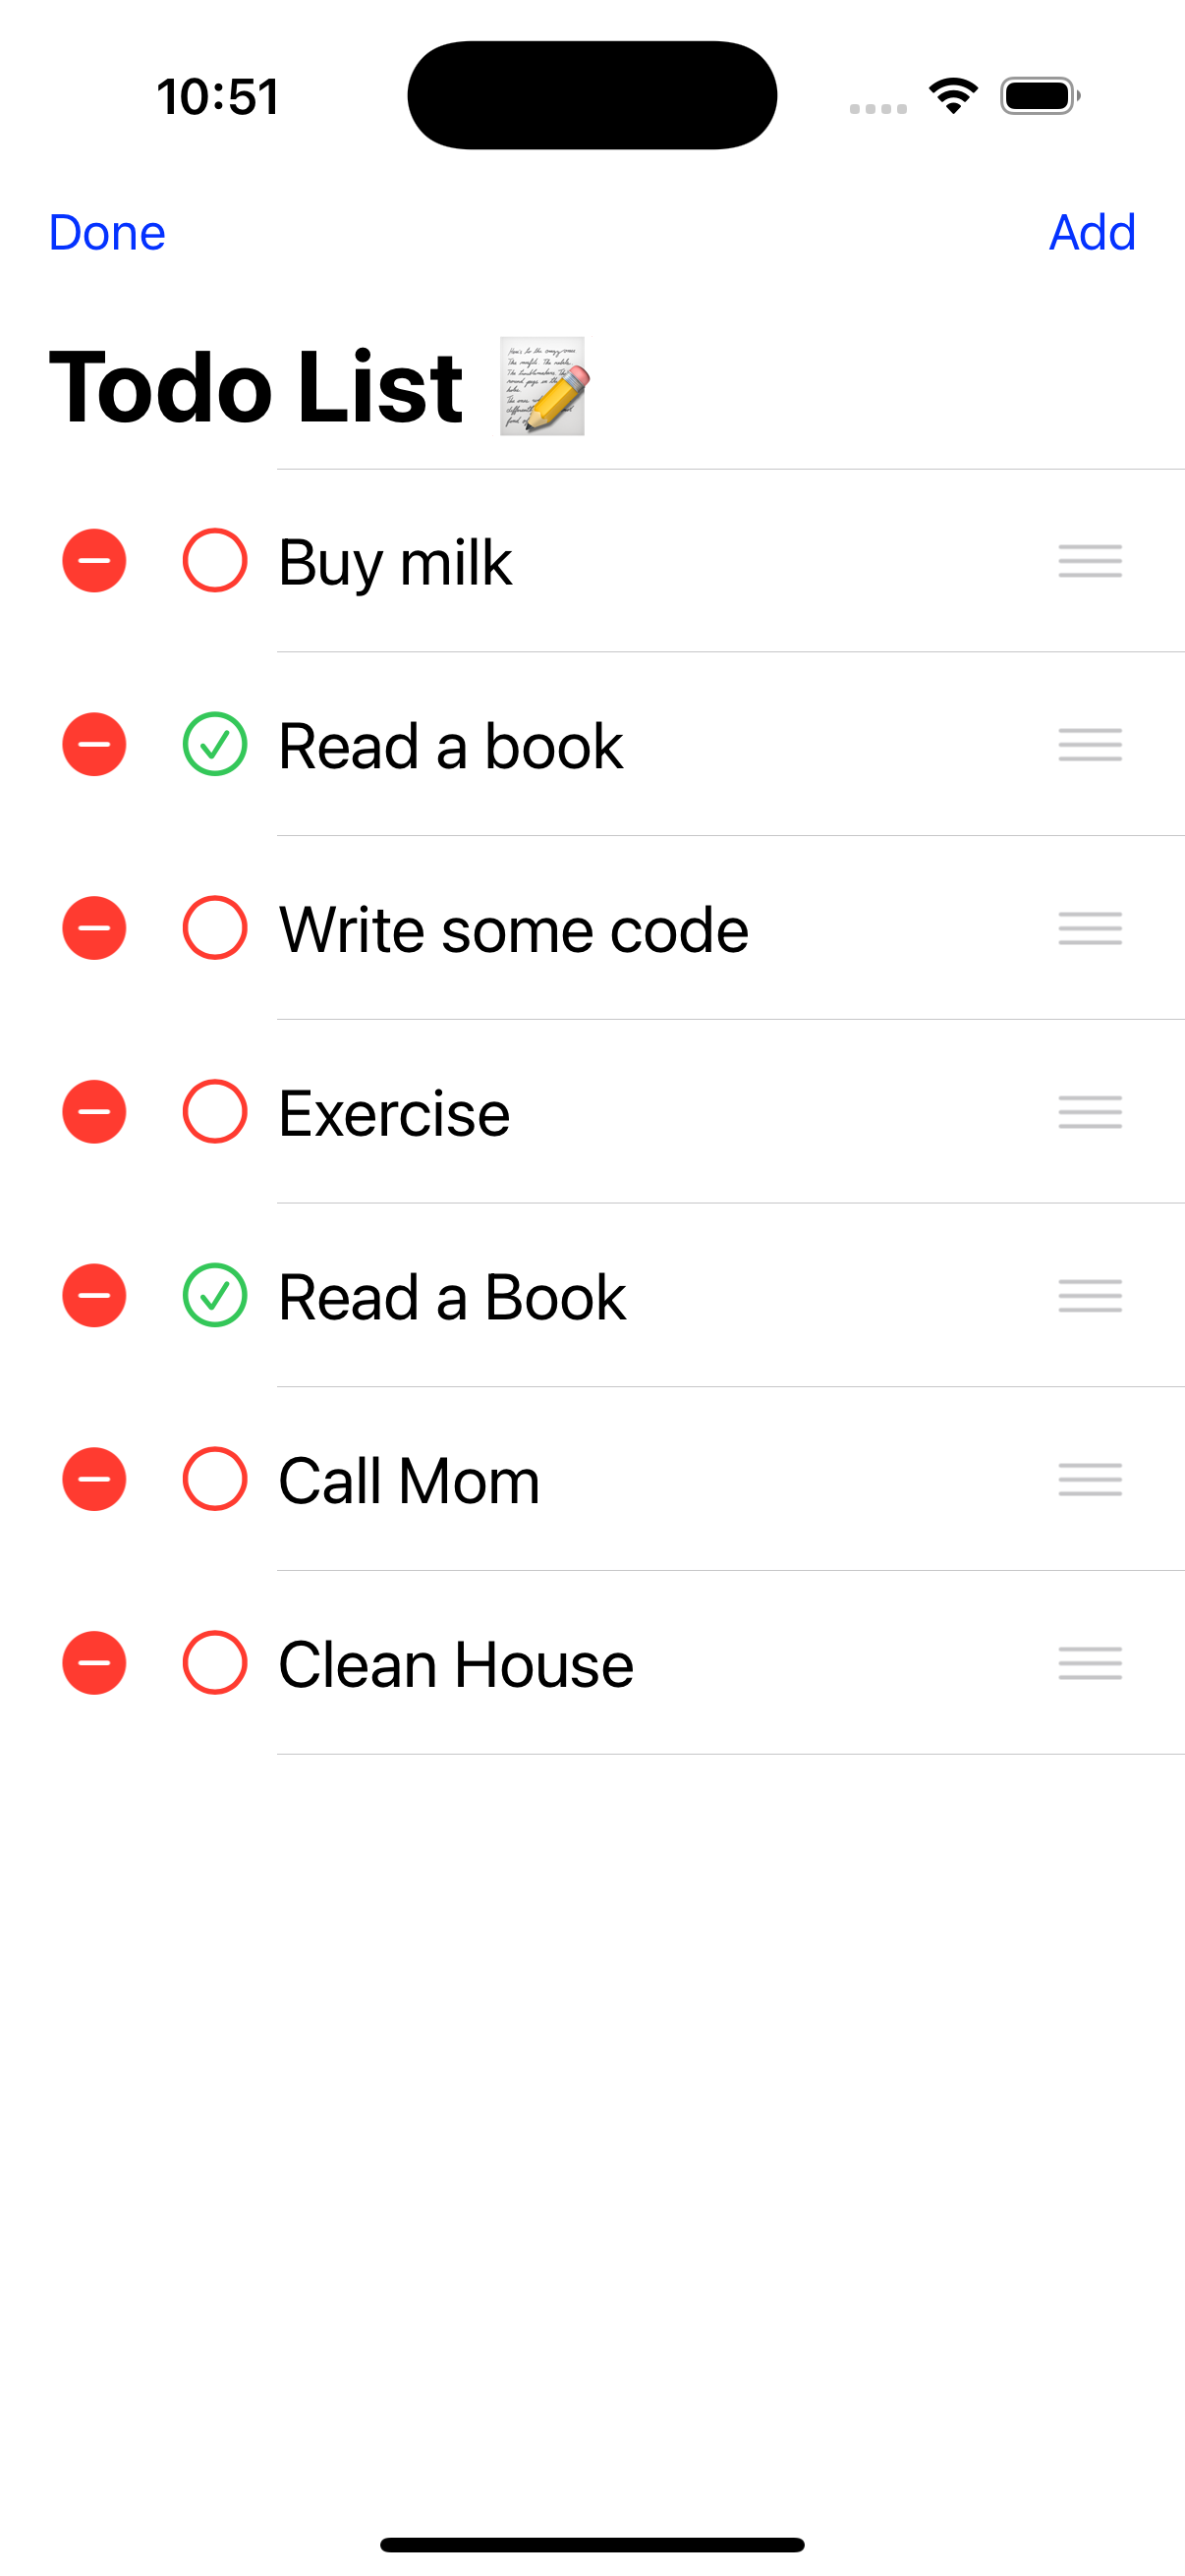 10:51
Done
Add
Todo List
Buy milk
Read a book
Write some code
Exercise
Read a Book
Call Mom
Clean House